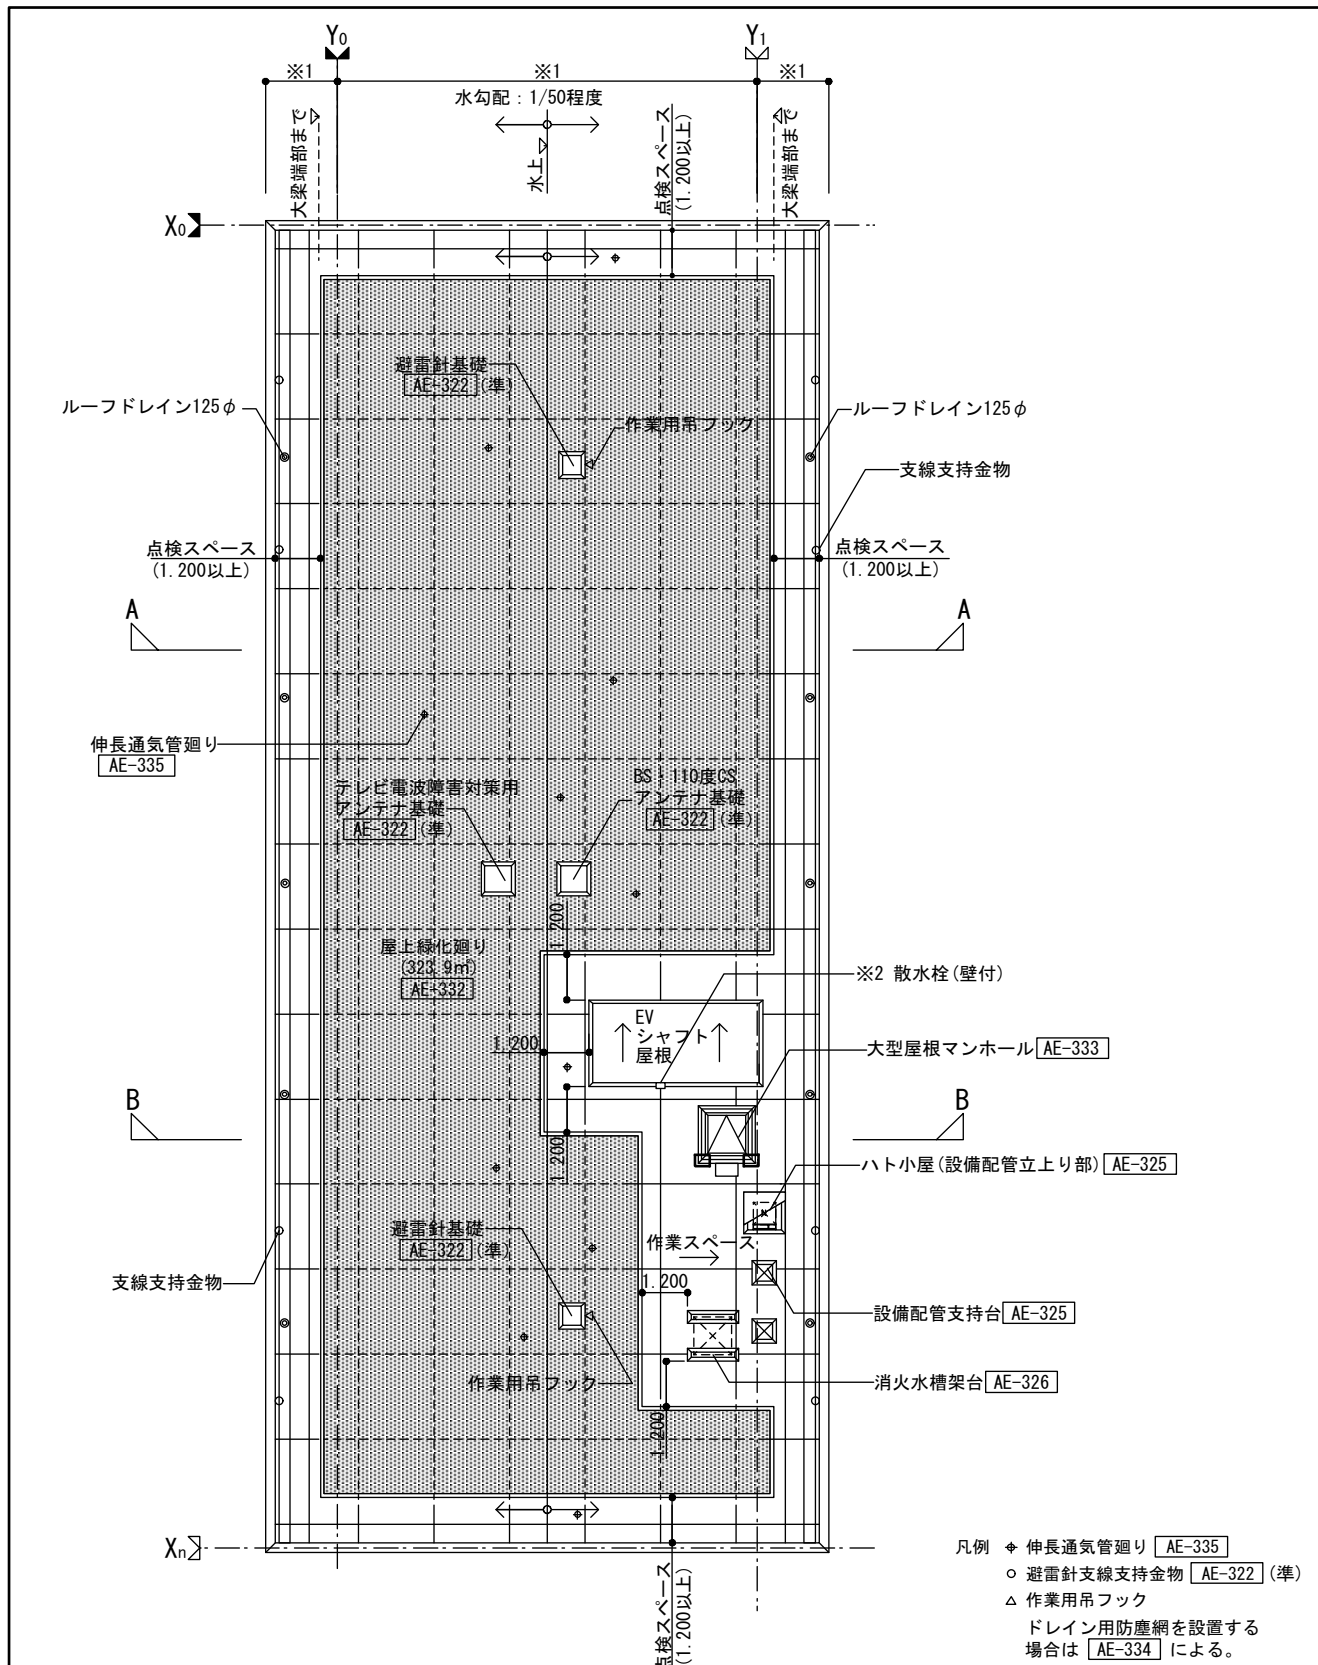 Y0
Y1
※1
※1
※1
水勾配：1/50程度
大梁端部まで
水上
点検スペース
(1.200以上)
大梁端部まで
X0
避雷針基礎
AE-322 (準)
ルーフドレイン125φ
作業用吊フック
ルーフドレイン125φ
支線支持金物
点検スペース
(1.200以上)
点検スペース
(1.200以上)
A
A
伸長通気管廻り
AE-335
テレビ電波障害対策用
アンテナ基礎
AE-322 (準)
BS・110度CS
アンテナ基礎
AE-322 (準)
1.200
屋上緑化廻り
(323.9㎡)
AE-332
※2 散水栓(壁付)
EV
シャフト
屋根
1.200
大型屋根マンホール AE-333
B
B
1.200
ハト小屋(設備配管立上り部) AE-325
避雷針基礎
AE-322 (準)
作業スペース
1.200
支線支持金物
設備配管支持台 AE-325
作業用吊フック
消火水槽架台 AE-326
1.200
Xn
点検スペース
(1.200以上)
凡例 伸長通気管廻り AE-335
避雷針支線支持金物 AE-322 (準)
作業用吊フック
ドレイン用防塵網を設置する
場合は AE-334 による。